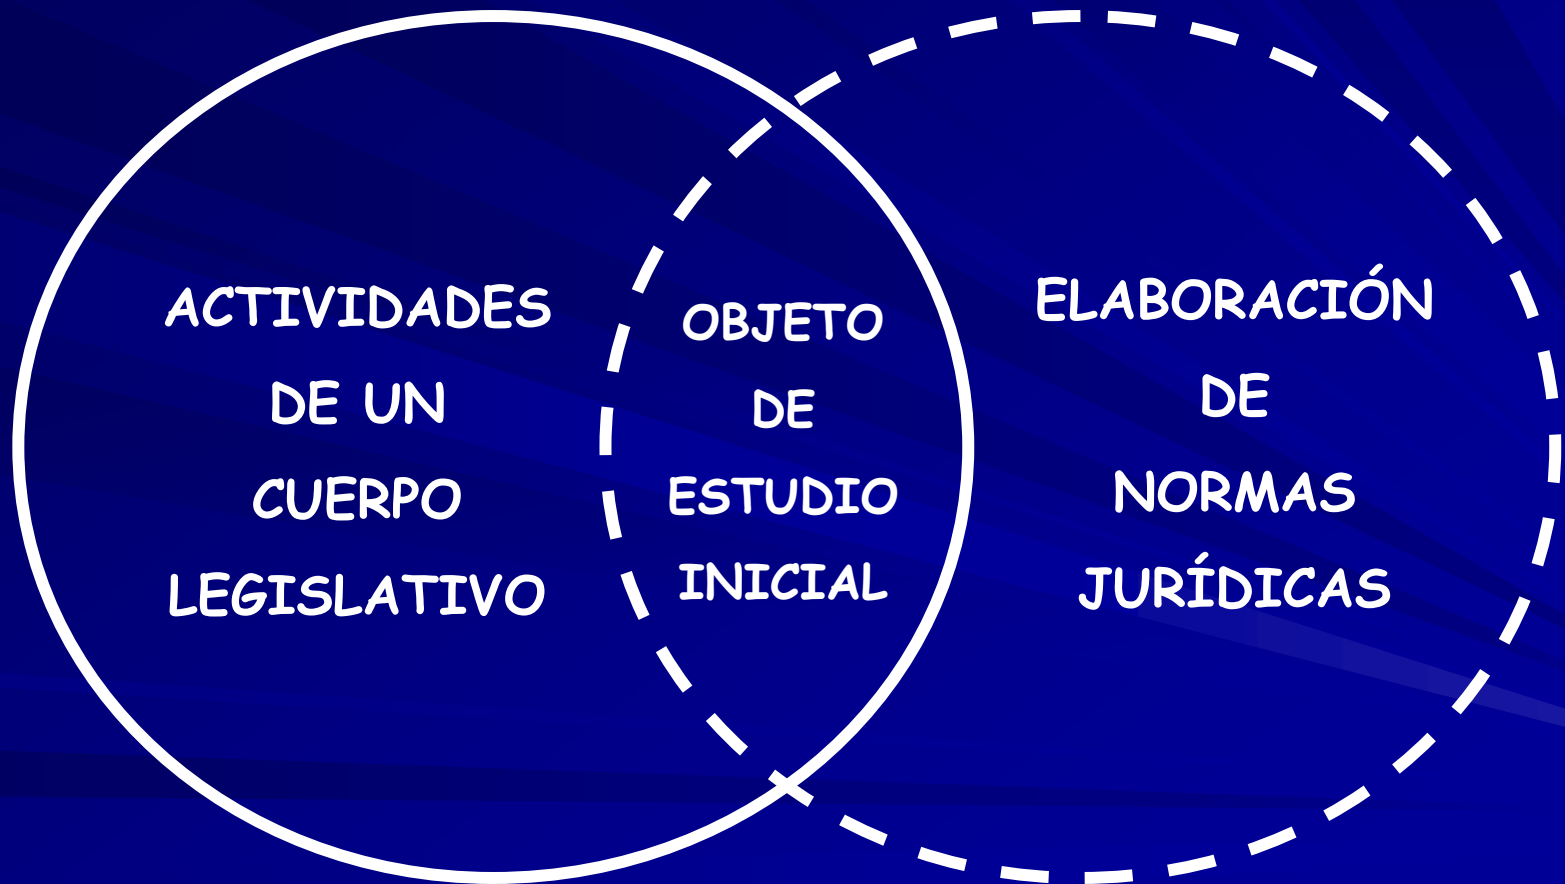 ACTIVIDADES
DE UN
CUERPO
LEGISLATIVO
OBJETO
DE
ESTUDIO
INICIAL
ELABORACIÓN
DE
NORMAS
JURÍDICAS